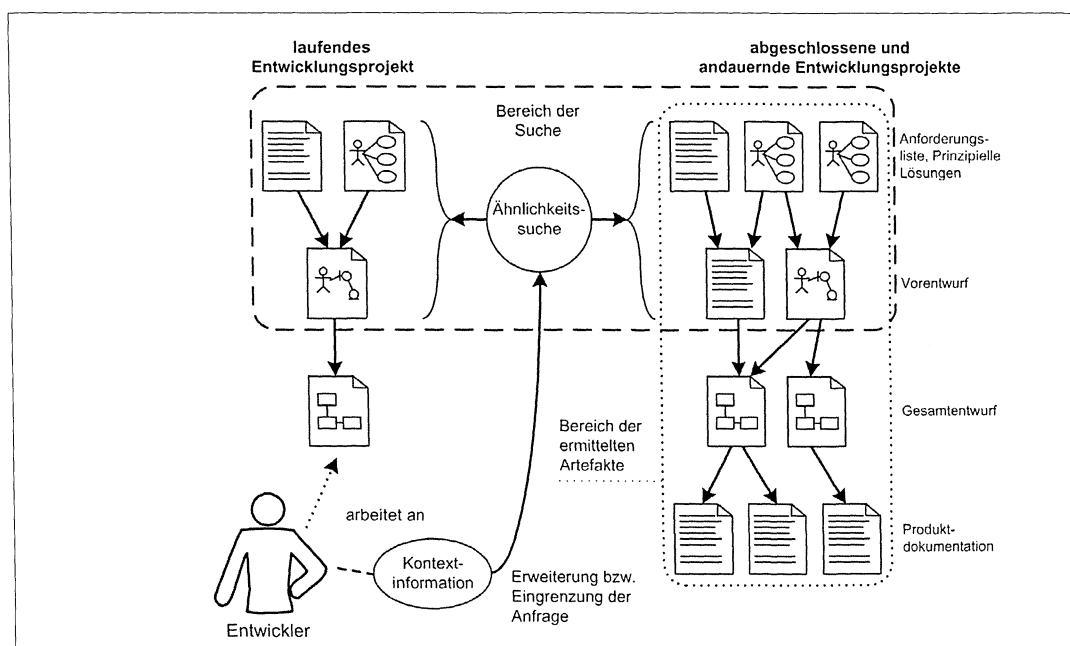 laufendes
Entwicklungsprojekt
abgeschlossene und
andauernde Entwicklungsprojekte
Bereich der
Suche
Anforderungs-
liste, Prinzipielle
Lösungen
Ähnlichkeits-
suche
Vorentwurf
Gesamtentwurf
Bereich der
ermittelten
Artefakte
arbeitet an
Kontext-
information
Erweiterung bzw.
Eingrenzung der
Anfrage
Produkt-
dokumentation
Entwickler